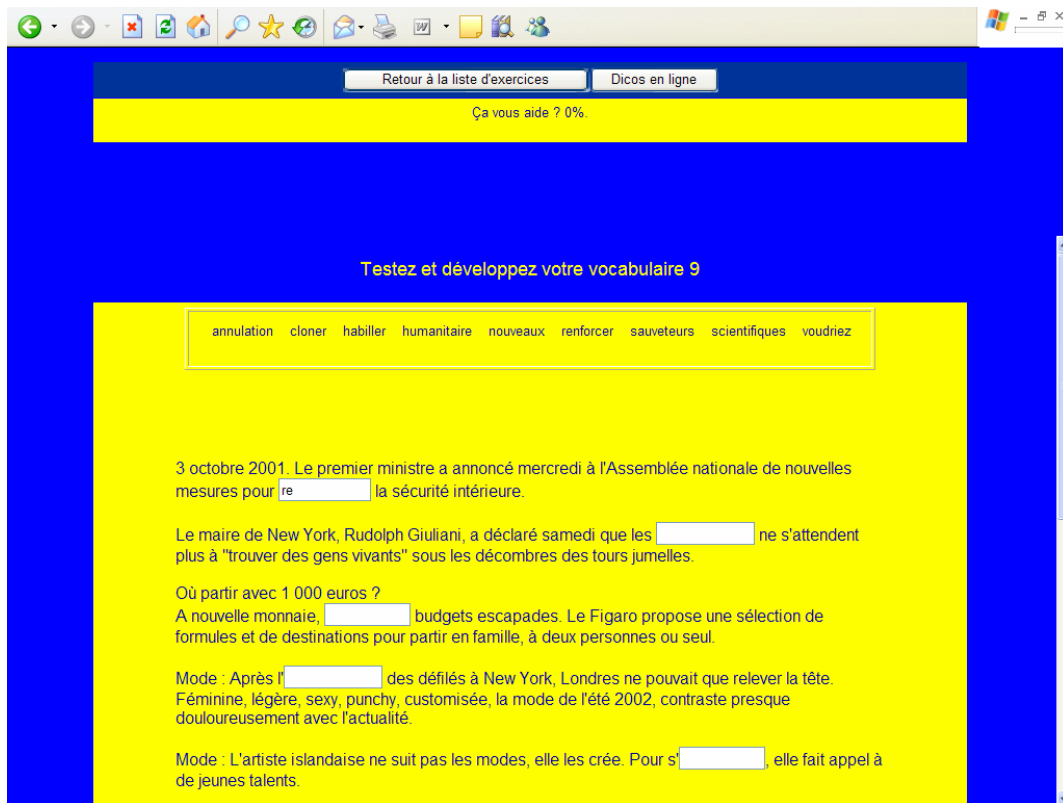 Retour à la liste d'exercices Dicos en ligne
Ça vous aide ? 0%.
Testez et développez votre vocabulaire 9
annulation cloner habiller humanitaire nouveaux renforcer sauveteurs scientifiques voudriez
3 octobre 2001. Le premier ministre a annoncé mercredi à l'Assemblée nationale de nouvelles
mesures pour re la sécurité intérieure.
Le maire de New York, Rudolph Giuliani, a déclaré samedi que les ne s'attendent
plus à "trouver des gens vivants" sous les décombres des tours jumelles.
Où partir avec 1 000 euros ?
A nouvelle monnaie, budgets escapades. Le Figaro propose une sélection de
formules et de destinations pour partir en famille, à deux personnes ou seul.
Mode : Après l' des défilés à New York, Londres ne pouvait que relever la tête.
Féminine, légère, sexy, punchy, customisée, la mode de l'été 2002, contraste presque
douloureusement avec l'actualité.
Mode : L'artiste islandaise ne suit pas les modes, elle les crée. Pour s' , elle fait appel à
de jeunes talents.